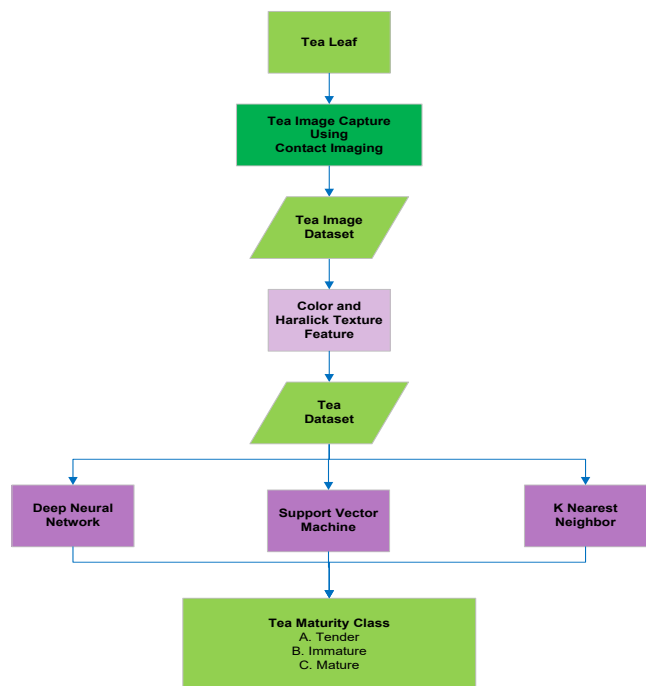 Tea Leaf
Tea Image Capture
Using
Contact Imaging
Tea Image
Dataset
Color and
Haralick Texture
Feature
Tea
Dataset
Deep Neural
Network
Support Vector
Machine
K Nearest
Neighbor
Tea Maturity Class
A. Tender
B. Immature
C. Mature